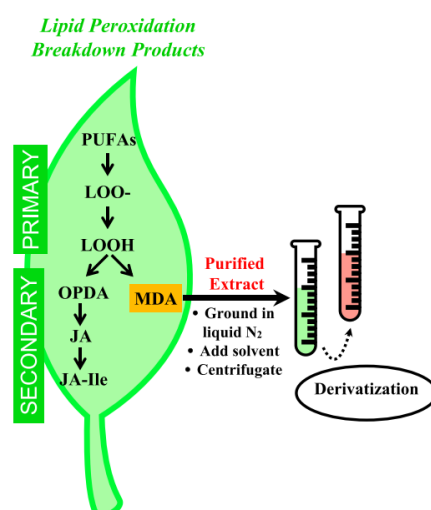 Lipid Peroxidation
Breakdown Products
PRIMARY
PUFAs
LOO-
LOOH
SECONDARY
OPDA
JA
JA-Ile
MDA
Purified
Extract
• Ground in
liquid N₂
• Add solvent
• Centrifugate
Derivatization